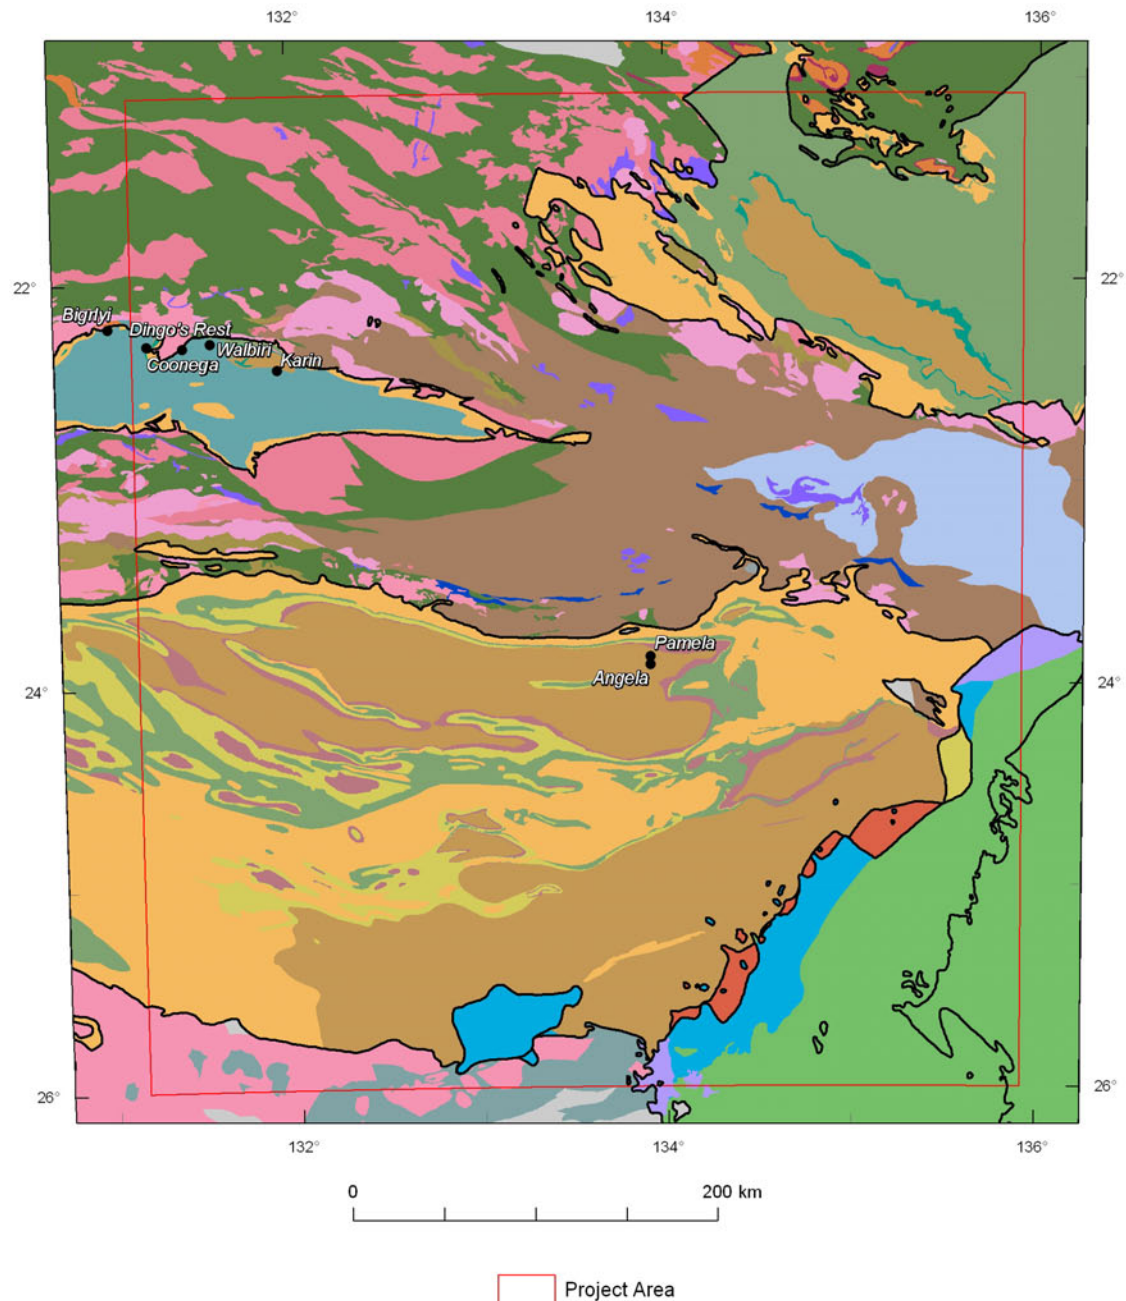 132° 134° 136°
22° 22°
Bigrlyi
Dingo's Rest
Walbiri
Coonega
Karin
Pamela
Angela
24° 24°
26° 26°
132° 134° 136°
0 200 km
Project Area